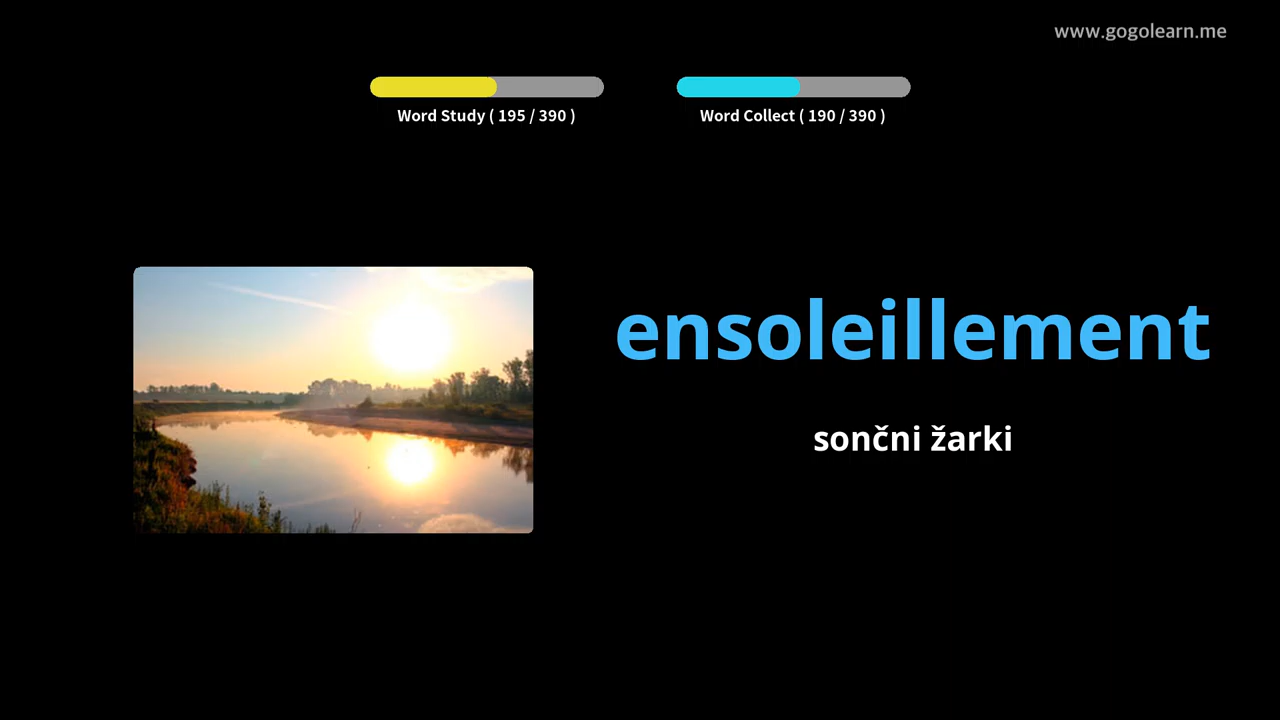 www.gogolearn.me
Word Study ( 195 / 390 )
Word Collect ( 190 / 390 )
ensoleillement
sončni žarki